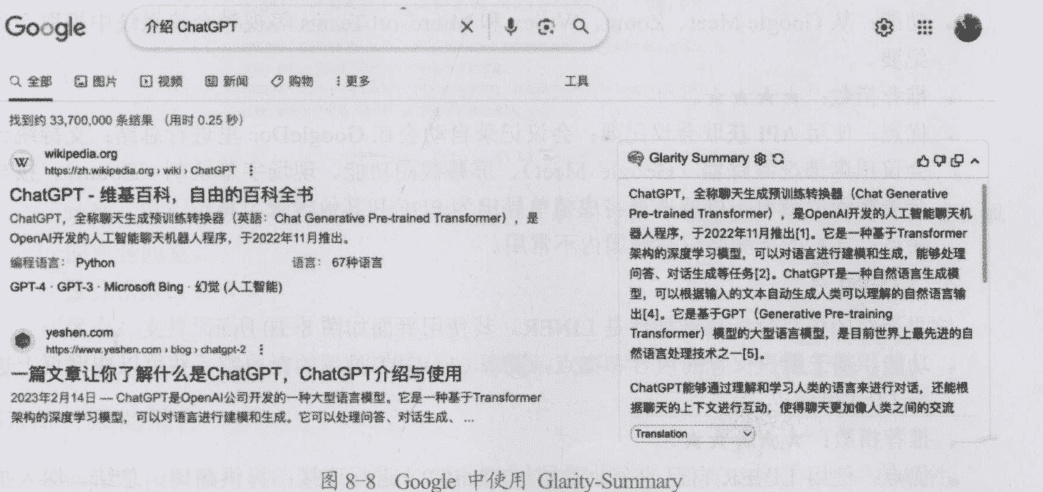 Google
介绍 ChatGPT
全部 图片 视频 新闻 购物 更多 工具
找到约 33,700,000 条结果 （用时 0.25 秒）
W
wikipedia.org
https://zh.wikipedia.org › wiki › ChatGPT
ChatGPT - 维基百科，自由的百科全书
ChatGPT，全称聊天生成预训练转换器（英语：Chat Generative Pre-trained Transformer），是
OpenAI开发的人工智能聊天机器人程序，于2022年11月推出。
编程语言： Python 语言： 67种语言
GPT-4 · GPT-3 · Microsoft Bing · 幻觉 (人工智能)
yeshen.com
https://www.yeshen.com › blog › chatgpt-2
一篇文章让你了解什么是ChatGPT，ChatGPT介绍与使用
2023年2月14日 — ChatGPT是OpenAI公司开发的一种大型语言模型。它是一种基于Transformer
架构的深度学习模型，可以对语言进行建模和生成。它可以处理问答、对话生成、...
Glarity Summary
ChatGPT，全称聊天生成预训练转换器（Chat Generative
Pre-trained Transformer），是OpenAI开发的人工智能聊天机
器人程序，于2022年11月推出[1]。它是一种基于Transformer
架构的深度学习模型，可以对语言进行建模和生成，能够处理
问答、对话生成等任务[2]。ChatGPT是一种自然语言生成模
型，可以根据输入的文本自动生成人类可以理解的自然语言输
出[4]。它是基于GPT（Generative Pre-training
Transformer）模型的大型语言模型，是目前世界上最先进的自
然语言处理技术之一[5]。
ChatGPT能够通过理解和学习人类的语言来进行对话，还能根
据聊天的上下文进行互动，使得聊天更加像人类之间的交流
Translation
图 8-8 Google 中使用 Glarity-Summary